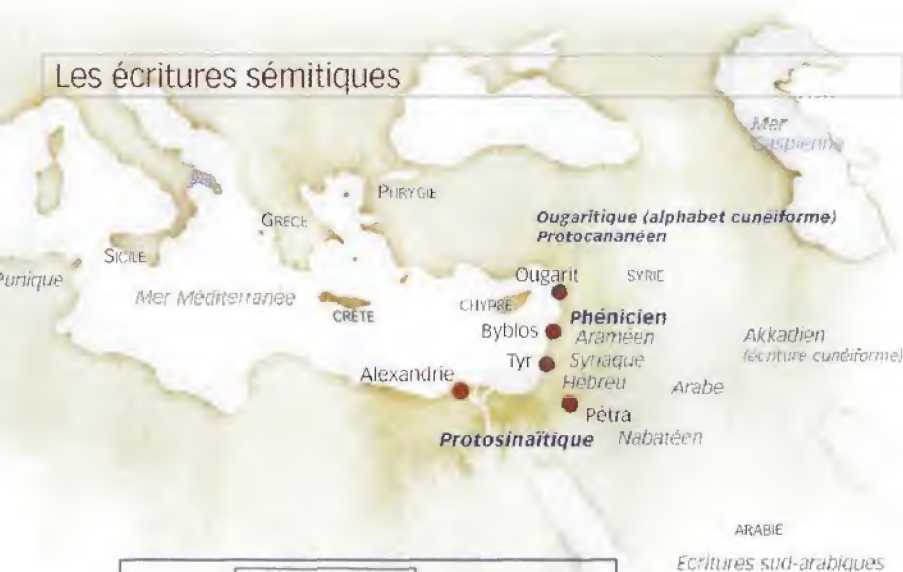 Les écritures sémitiques
Mer
Caspienne
PHRYGIE
GRECE
Ougaritique (alphabet cunéiforme)
Protocananéen
SICILE
Punique
Ougarit
SYRIE
Mer Méditerranée
CRÈTE
CHYPRE
Phénicien
Byblos
Araméen
Akkadien
(écriture cunéiforme)
Tyr
Syriaque
Alexandrie
Hébreu
Arabe
Pétra
Protosinaïtique
Nabatéen
ARABIE
Ecritures sud-arabiques